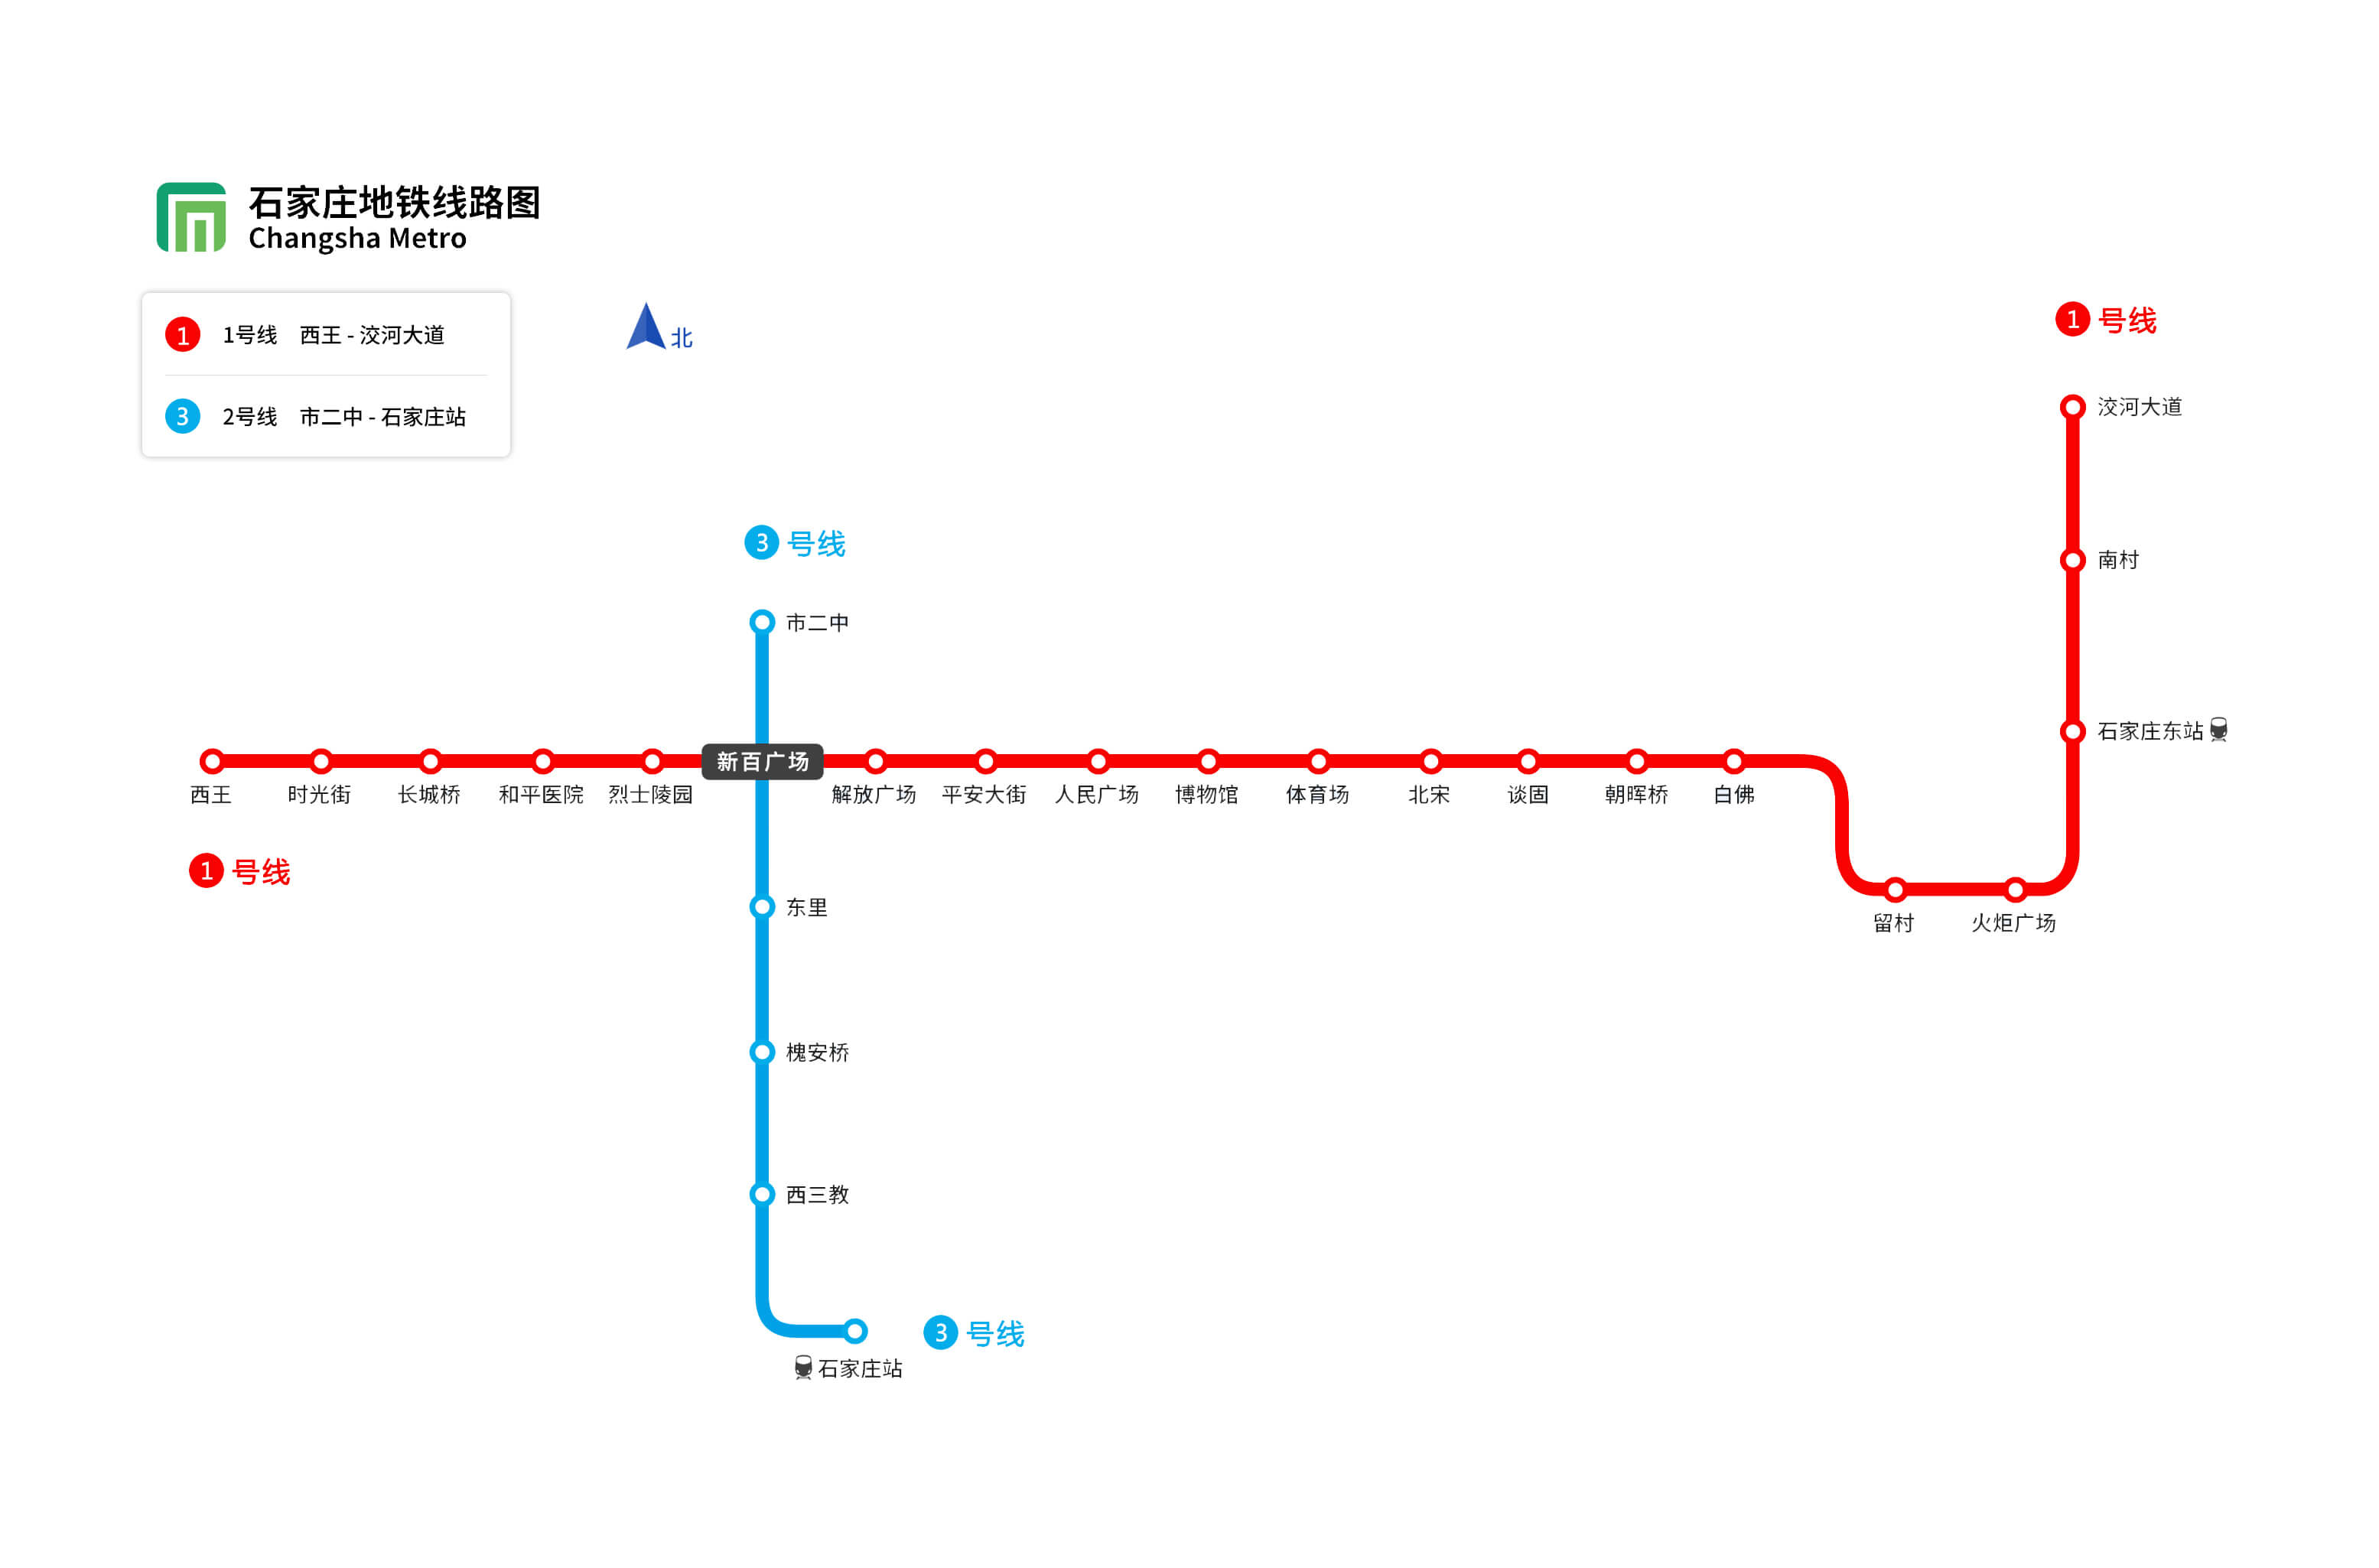 石家庄地铁线路图
Changsha Metro
1 1号线 西王 - 洨河大道
3 2号线 市二中 - 石家庄站
北
1 号线
洨河大道
南村
石家庄东站
3 号线
市二中
新百广场
西王 时光街 长城桥 和平医院 烈士陵园 解放广场 平安大街 人民广场 博物馆 体育场 北宋 谈固 朝晖桥 白佛
1 号线
留村 火炬广场
东里
槐安桥
西三教
3 号线
石家庄站